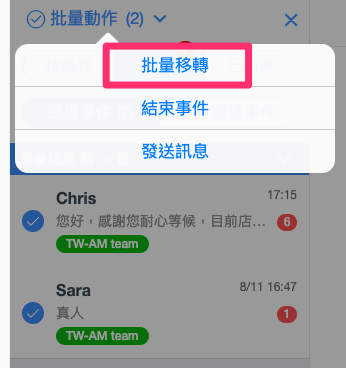 批量動作 (2)
批量移轉
結束事件
發送訊息
Chris
17:15
您好，感謝您耐心等候，目前店...
6
TW-AM team
Sara
8/11 16:47
真人
1
TW-AM team